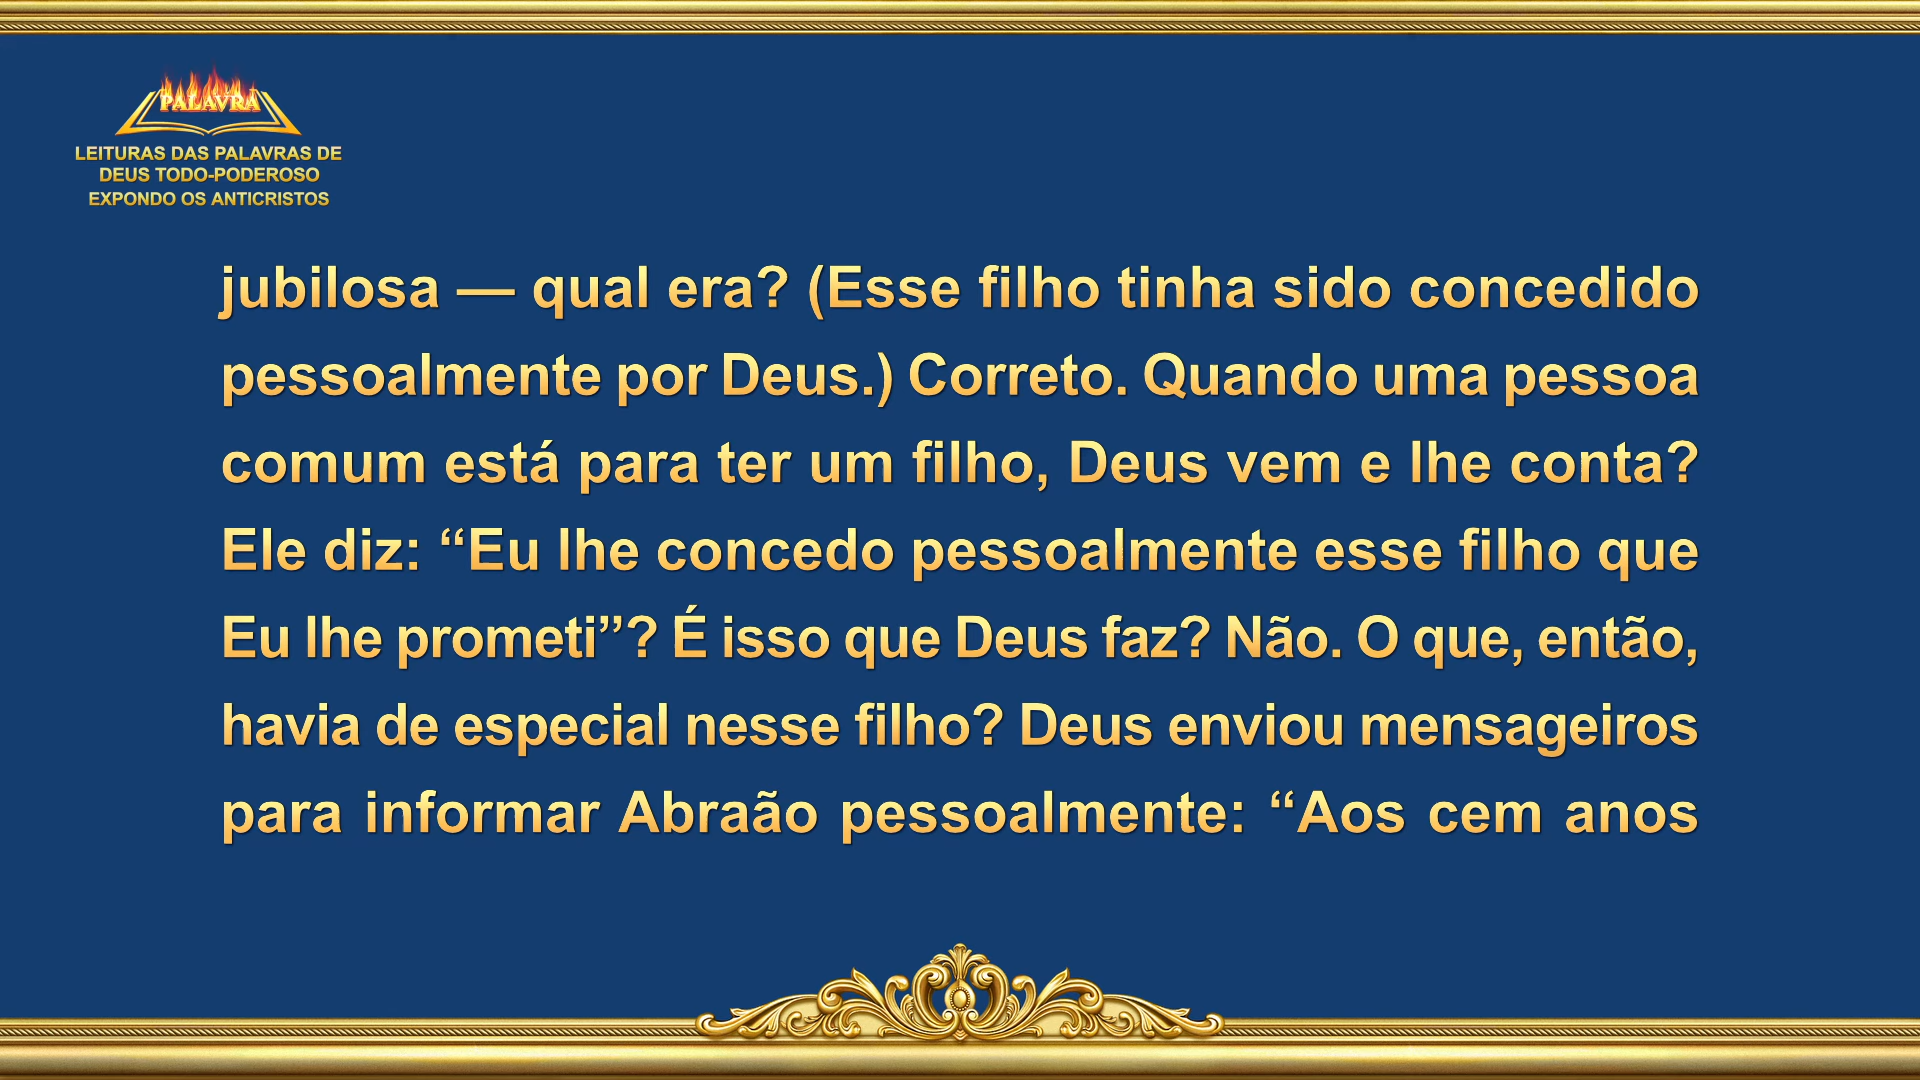 PALAVRA
LEITURAS DAS PALAVRAS DE
DEUS TODO-PODEROSO
EXPONDO OS ANTICRISTOS
jubilosa — qual era? (Esse filho tinha sido concedido
pessoalmente por Deus.) Correto. Quando uma pessoa
comum está para ter um filho, Deus vem e lhe conta?
Ele diz: “Eu lhe concedo pessoalmente esse filho que
Eu lhe prometi”? É isso que Deus faz? Não. O que, então,
havia de especial nesse filho? Deus enviou mensageiros
para informar Abraão pessoalmente: “Aos cem anos